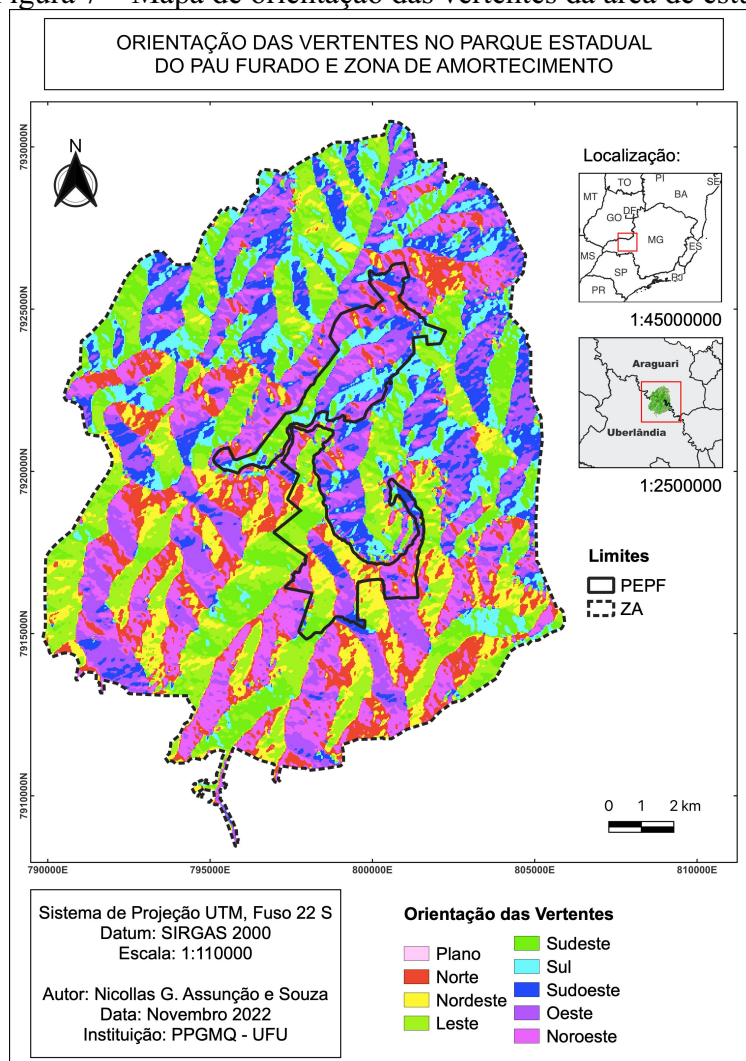 Figura 7 – Mapa de orientação das vertentes da área de estu
ORIENTAÇÃO DAS VERTENTES NO PARQUE ESTADUAL
DO PAU FURADO E ZONA DE AMORTECIMENTO
N
7930000N
7925000N
7920000N
7915000N
7910000N
790000E
795000E
800000E
805000E
810000E
Localização:
TO
PI
SE
MT
BA
DF
GO
MG
ES
MS
SP
RJ
PR
1:45000000
Araguari
Uberlândia
1:2500000
Limites
PEPF
ZA
0 1 2 km
Sistema de Projeção UTM, Fuso 22 S
Datum: SIRGAS 2000
Escala: 1:110000
Autor: Nicollas G. Assunção e Souza
Data: Novembro 2022
Instituição: PPGMQ - UFU
Orientação das Vertentes
Plano
Norte
Nordeste
Leste
Sudeste
Sul
Sudoeste
Oeste
Noroeste